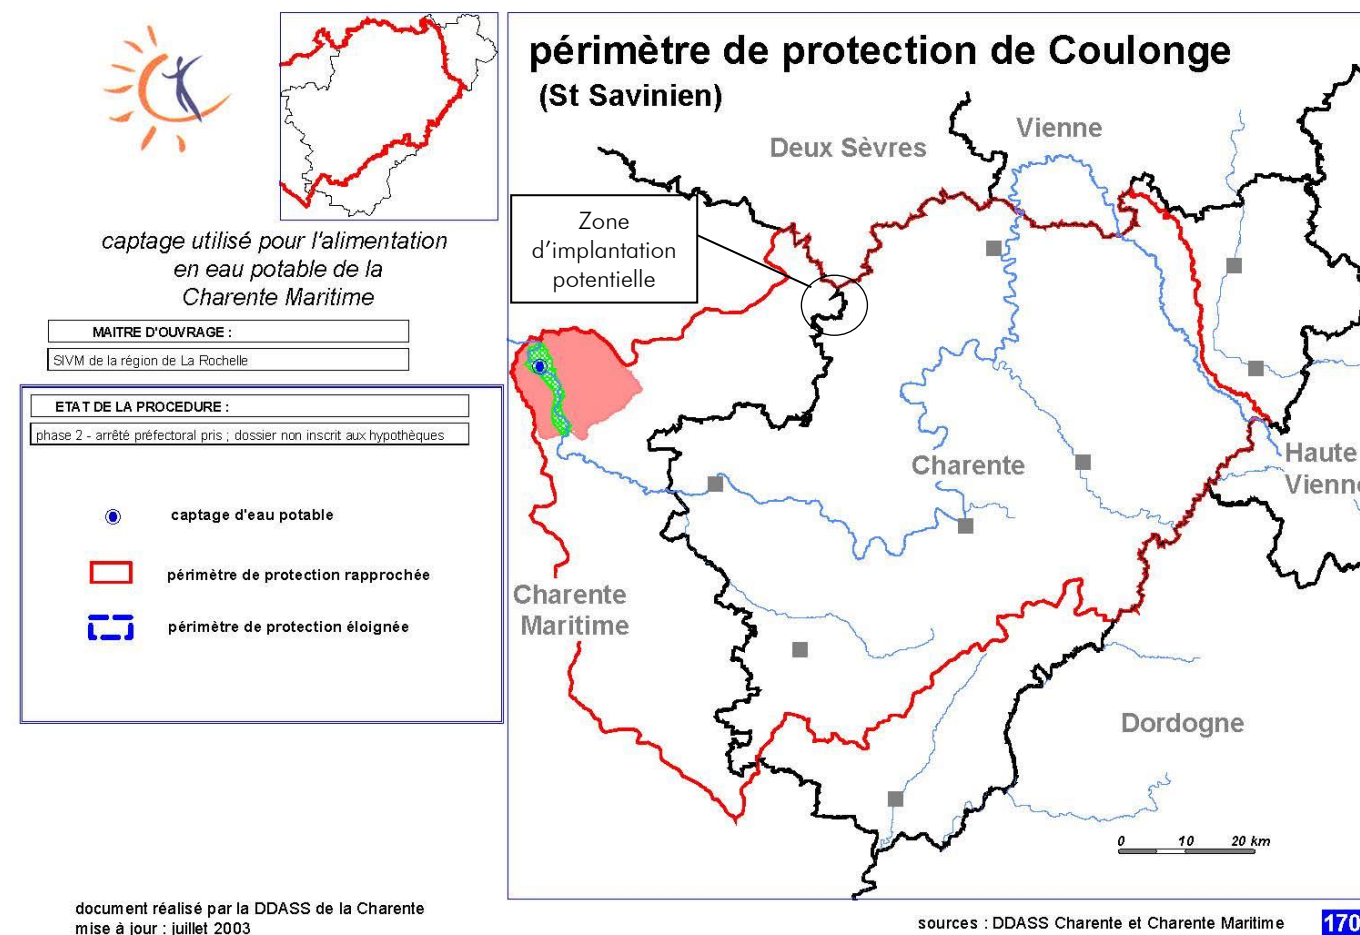 périmètre de protection de Coulonge
(St Savinien)
captage utilisé pour l'alimentation
en eau potable de la
Charente Maritime
MAITRE D'OUVRAGE :
SIVM de la région de La Rochelle
ETAT DE LA PROCEDURE :
phase 2 - arrêté préfectoral pris ; dossier non inscrit aux hypothèques
captage d'eau potable
périmètre de protection rapprochée
périmètre de protection éloignée
Deux Sèvres
Vienne
Zone
d'implantation
potentielle
Charente
Haute
Vienne
Charente
Maritime
Dordogne
0 10 20 km
document réalisé par la DDASS de la Charente
mise à jour : juillet 2003
sources : DDASS Charente et Charente Maritime
170